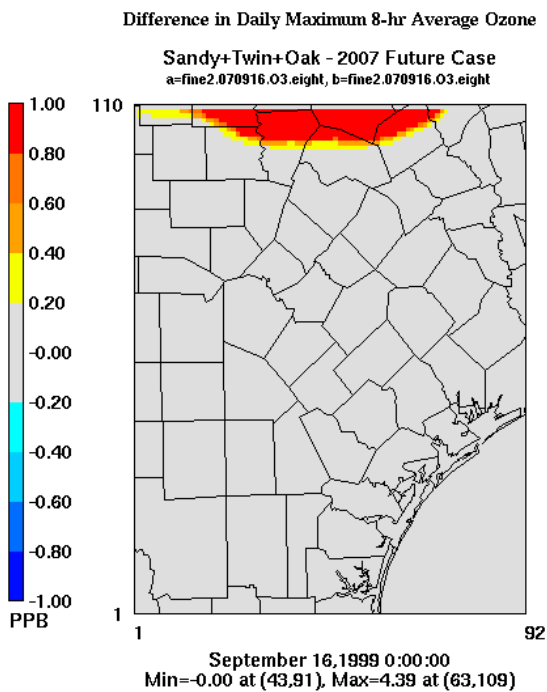 Difference in Daily Maximum 8-hr Average Ozone
Sandy+Twin+Oak - 2007 Future Case
a=fine2.070916.O3.eight, b=fine2.070916.O3.eight
1.00
0.80
0.60
0.40
0.20
-0.00
-0.20
-0.40
-0.60
-0.80
-1.00
PPB
110
1
1
92
September 16,1999 0:00:00
Min=-0.00 at (43,91), Max=4.39 at (63,109)